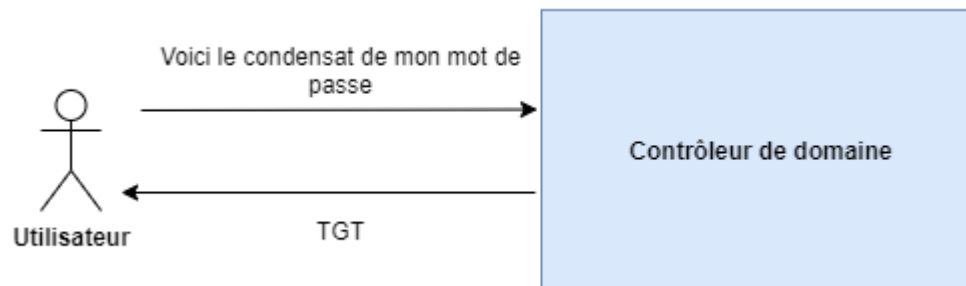 Voici le condensat de mon mot de
passe
Contrôleur de domaine
TGT
Utilisateur